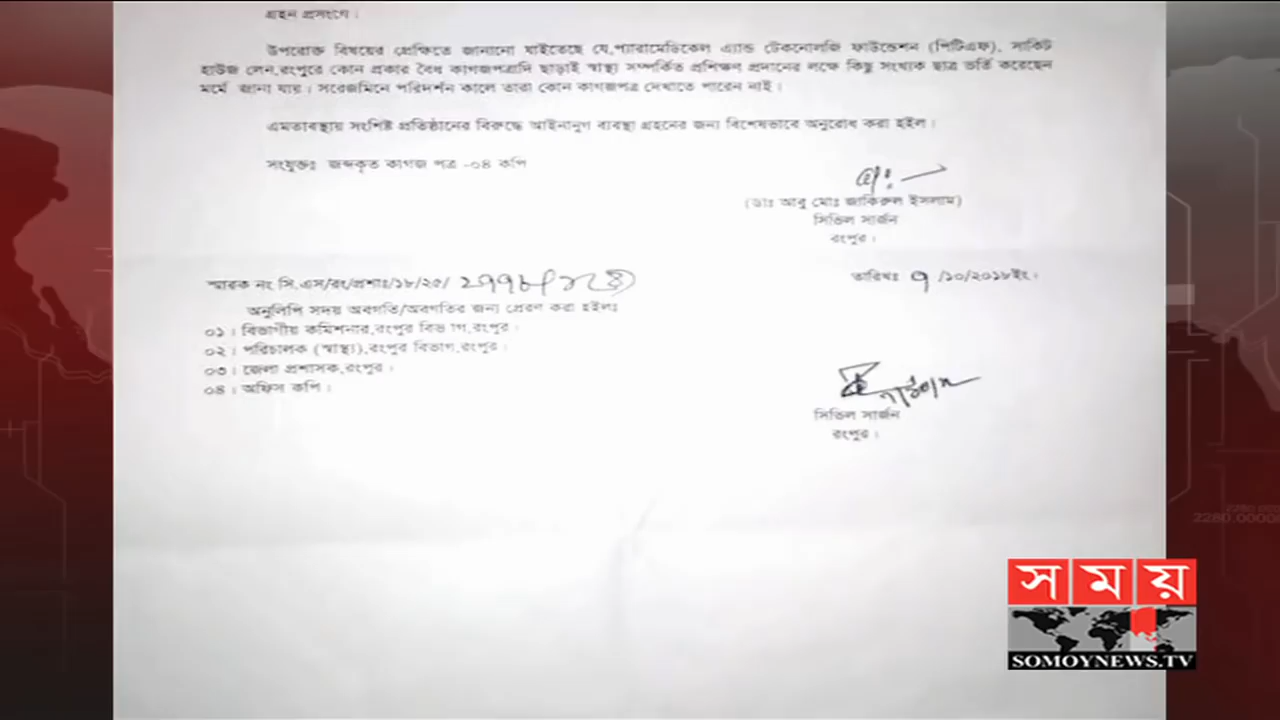 গ্রহন প্রসংগে।
উপরোক্ত বিষয়ের প্রেক্ষিতে জানানো যাইতেছে যে,প্যারামেডিকেল এ্যান্ড টেকনোলজি ফাউন্ডেশন (পিটিএফ), সার্কিট
হাউজ লেন,রংপুরে কোন প্রকার বৈধ কাগজপত্রাদি ছাড়াই স্বাস্থ্য সম্পর্কিত প্রশিক্ষণ প্রদানের লক্ষে কিছু সংখ্যক ছাত্র ভর্তি করেছেন
মর্মে জানা যায়। সরেজমিনে পরিদর্শন কালে তারা কোন কাগজপত্র দেখাতে পারেন নাই।
এমতাবস্থায় সংশিষ্ট প্রতিষ্ঠানের বিরুদ্ধে আইনানুগ ব্যবস্থা গ্রহনের জন্য বিশেষভাবে অনুরোধ করা হইল।
সংযুক্তঃ জব্দকৃত কাগজ পত্র -০৪ কপি
(ডাঃ আবু মোঃ জাকিরুল ইসলাম)
সিভিল সার্জন
রংপুর।
স্মারক নং সি.এস/রং/প্রশাঃ/১৮/২৫/ তারিখঃ ৭ /১০/২০১৮ইং।
অনুলিপি সদয় অবগতি/অবগতির জন্য প্রেরণ করা হইলঃ
০১। বিভাগীয় কমিশনার,রংপুর বিভাগ,রংপুর।
০২। পরিচালক (স্বাস্থ্য),রংপুর বিভাগ,রংপুর।
০৩। জেলা প্রশাসক,রংপুর।
০৪। অফিস কপি।
সিভিল সার্জন
রংপুর।
2280.0000
সময়
SOMOYNEWS.TV